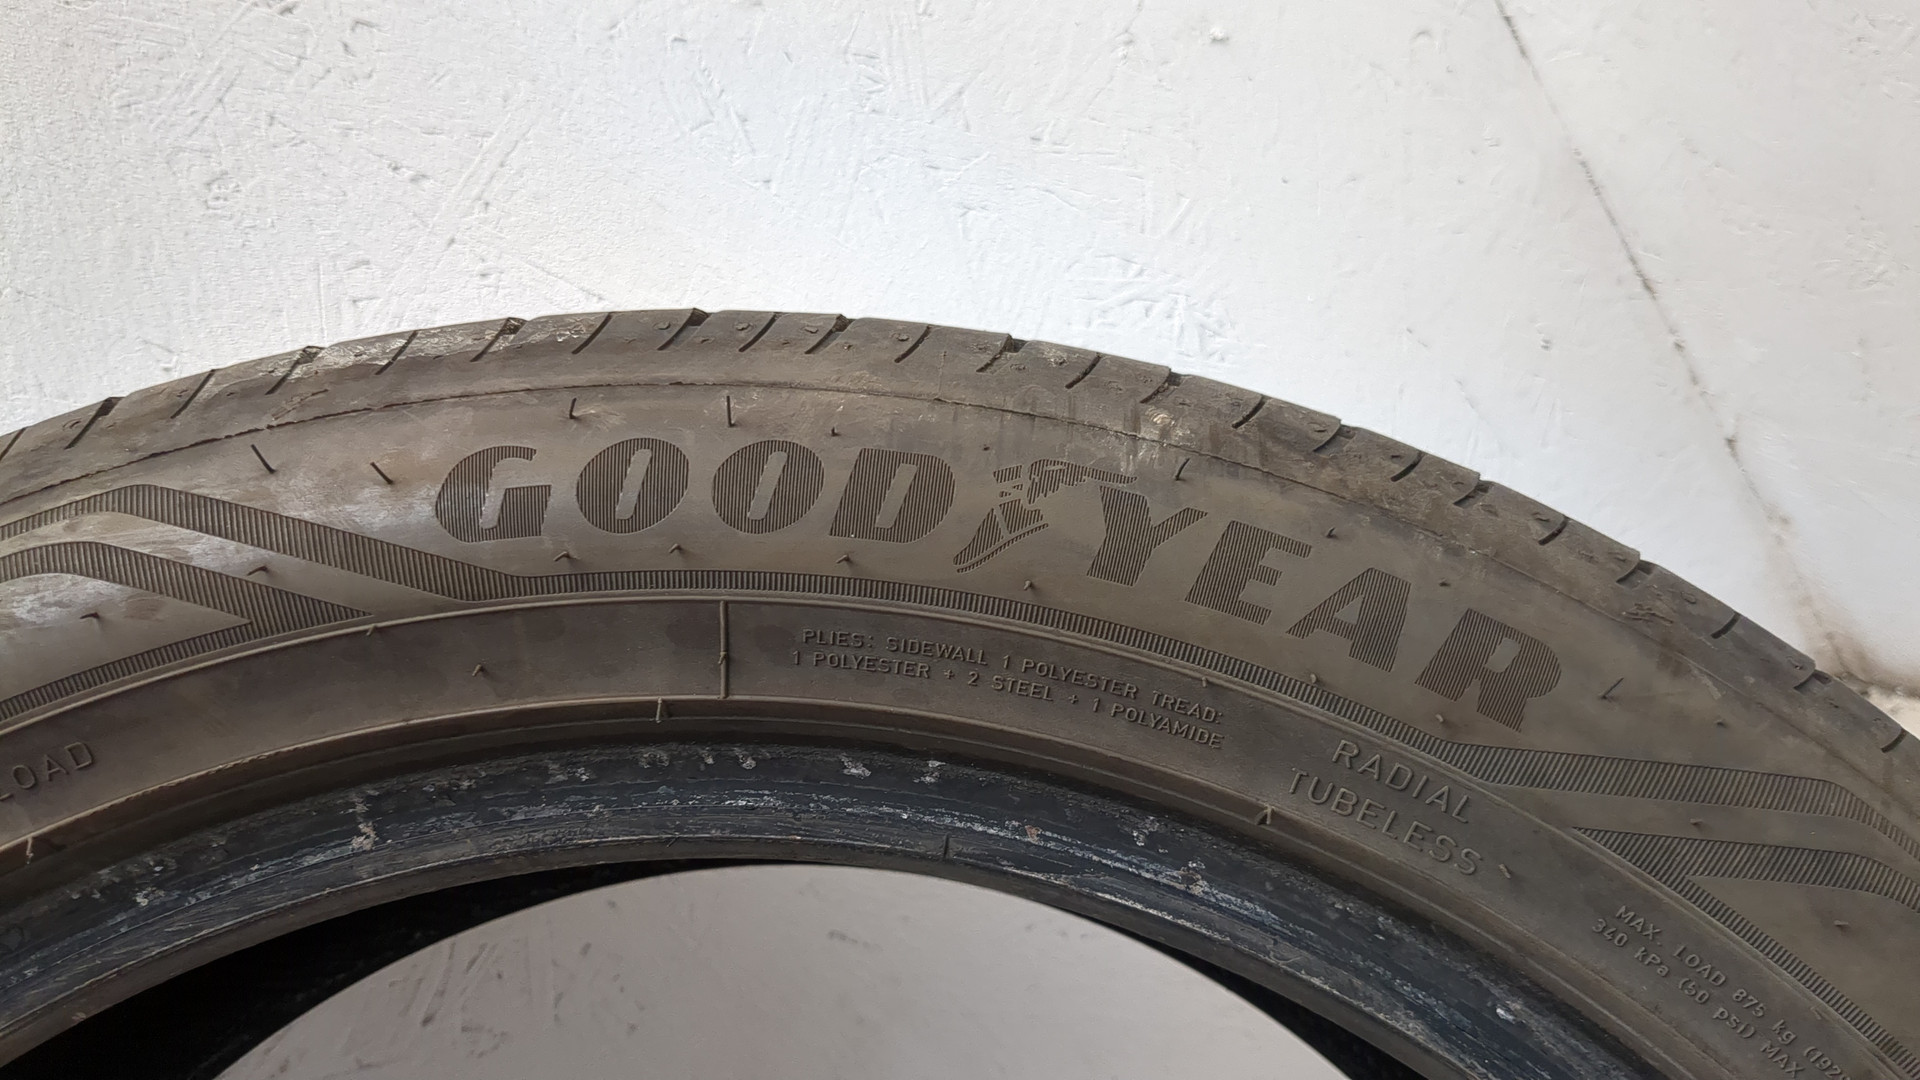 GOODYEAR
PLIES: SIDEWALL 1 POLYESTER TREAD:
1 POLYESTER + 2 STEEL + 1 POLYAMIDE
RADIAL
TUBELESS
LOAD
MAX. LOAD 875 kg
340 kPa (50 psi) MAX